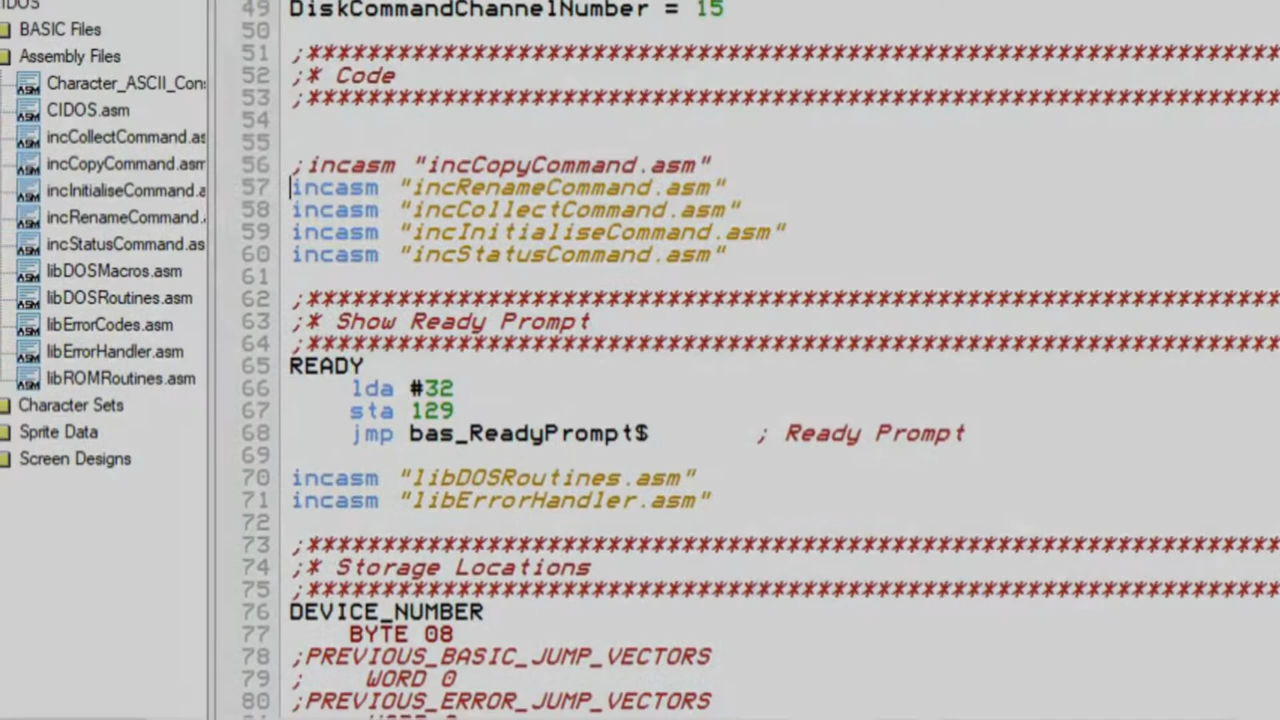 IDOS
BASIC Files
Assembly Files
Character_ASCII_Con
CIDOS.asm
incCollectCommand.as
incCopyCommand.asm
incInitialiseCommand.a
incRenameCommand.
incStatusCommand.as
libDOSMacros.asm
libDOSRoutines.asm
libErrorCodes.asm
libErrorHandler.asm
libROMRoutines.asm
Character Sets
Sprite Data
Screen Designs
49 DiskCommandChannelNumber = 15
50
51 ;*****************************************************************
52 ;* Code
53 ;*****************************************************************
54
55
56 ;incasm "incCopyCommand.asm"
57 incasm "incRenameCommand.asm"
58 incasm "incCollectCommand.asm"
59 incasm "incInitialiseCommand.asm"
60 incasm "incStatusCommand.asm"
61
62 ;*****************************************************************
63 ;* Show Ready Prompt
64 ;*****************************************************************
65 READY
66 lda #32
67 sta 129
68 jmp bas_ReadyPrompt$ ; Ready Prompt
69
70 incasm "libDOSRoutines.asm"
71 incasm "libErrorHandler.asm"
72
73 ;*****************************************************************
74 ;* Storage Locations
75 ;*****************************************************************
76 DEVICE_NUMBER
77 BYTE 08
78 ;PREVIOUS_BASIC_JUMP_VECTORS
79 ; WORD 0
80 ;PREVIOUS_ERROR_JUMP_VECTORS